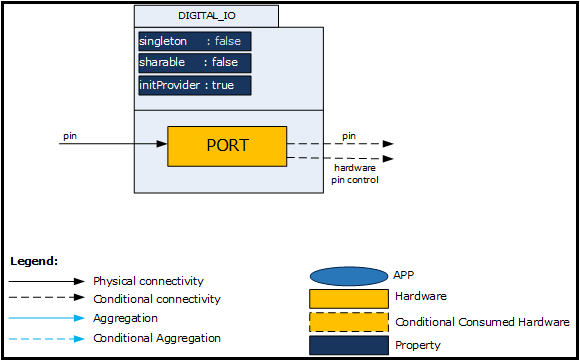 DIGITAL_IO
singleton : false
sharable : false
initProvider : true
pin
PORT
pin
hardware
pin control
Legend:
Physical connectivity
Conditional connectivity
Aggregation
Conditional Aggregation
APP
Hardware
Conditional Consumed Hardware
Property